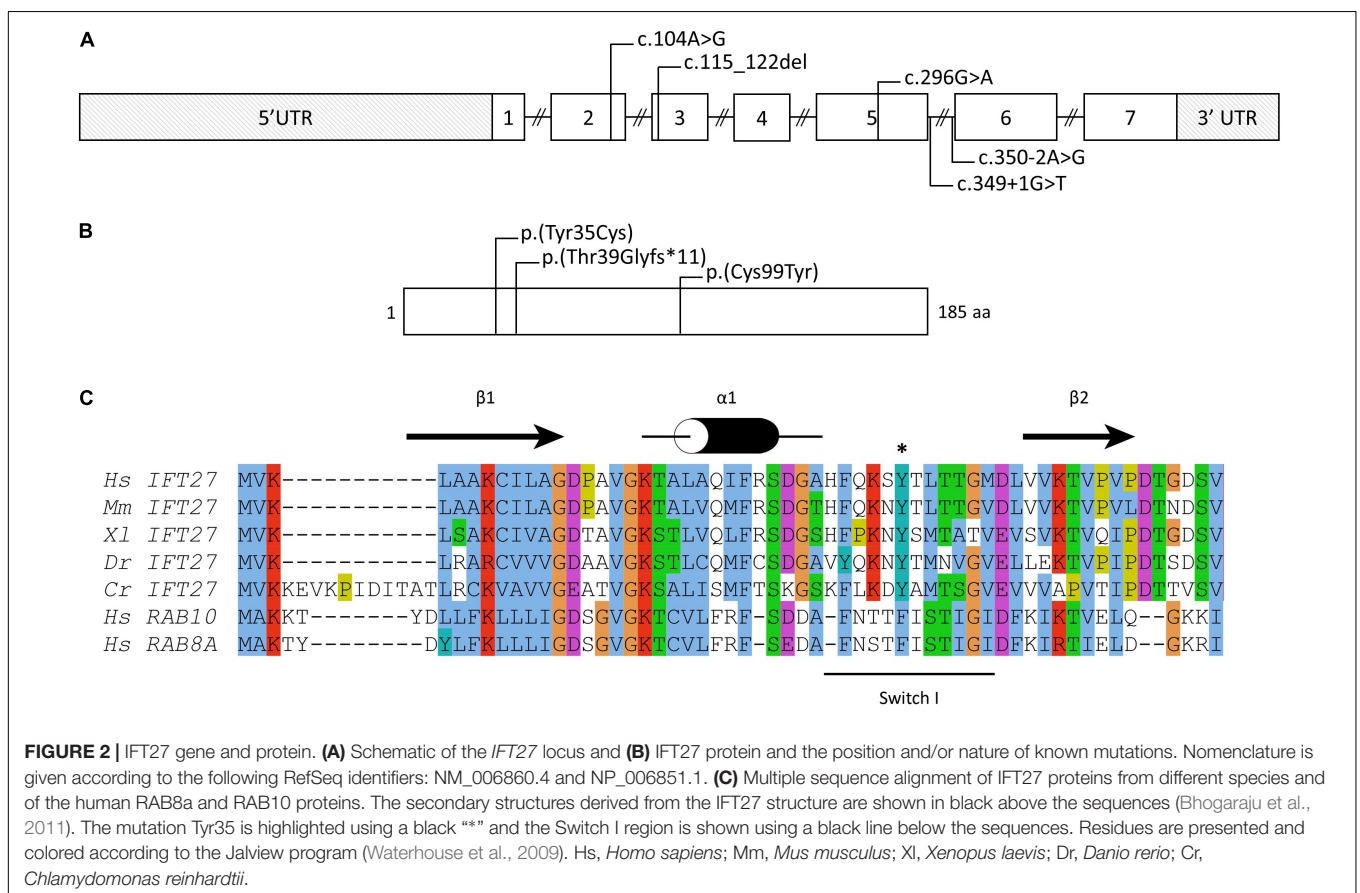 A
c.104A>G
c.115_122del
c.296G>A
5'UTR 1 2 3 4 5 6 7 3' UTR
c.350-2A>G
c.349+1G>T
B
p.(Tyr35Cys)
p.(Thr39Glyfs*11)
p.(Cys99Tyr)
1 185 aa
C
β1 α1 β2
*
Hs IFT27 MVK-----------LAAKCILAGDPAVGKTALAQIFRSDGAHFQKSYTLTTGMDLVVKTVPVPDTGDSV
Mm IFT27 MVK-----------LAAKCILAGDPAVGKTALVQMFRSDGTHFQKNYTLTTGVDLVVKTVPVLDTNDSV
Xl IFT27 MVK-----------LSAKCIVAGDTAVGKSTLVQLFRSDGSHFPKNYSMTATVEVSVKTVQIPDTGDSV
Dr IFT27 MVK-----------LRARCVVVGDAAVGKSTLCQMFCSDGAVYQKNYTMNVGVELLEKTVPIPDTSDSV
Cr IFT27 MVKKEVKPIDITATLRCKVAVVGEATVGKSALISMFTSKGSKFLKDYAMTSGVEVVVAPVTIPDTTVSV
Hs RAB10 MAKKT-------YDLLFKLLLIGDSGVGKTCVLFRF-SDDA-FNTTFISTIGIDFKIKTVELQ--GKKI
Hs RAB8A MAKTY--------DYLFKLLLIGDSGVGKTCVLFRF-SEDA-FNSTFISTIGIDFKIRTIELD--GKRI
Switch I
FIGURE 2 | IFT27 gene and protein. (A) Schematic of the IFT27 locus and (B) IFT27 protein and the position and/or nature of known mutations. Nomenclature is
given according to the following RefSeq identifiers: NM_006860.4 and NP_006851.1. (C) Multiple sequence alignment of IFT27 proteins from different species and
of the human RAB8a and RAB10 proteins. The secondary structures derived from the IFT27 structure are shown in black above the sequences (Bhogaraju et al.,
2011). The mutation Tyr35 is highlighted using a black “*” and the Switch I region is shown using a black line below the sequences. Residues are presented and
colored according to the Jalview program (Waterhouse et al., 2009). Hs, Homo sapiens; Mm, Mus musculus; Xl, Xenopus laevis; Dr, Danio rerio; Cr,
Chlamydomonas reinhardtii.